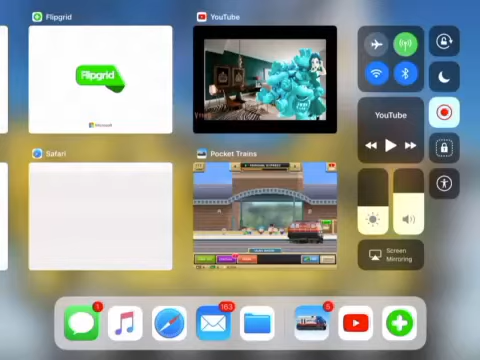 Flipgrid
YouTube
Flipgrid
Microsoft
YouTube
Safari
Pocket Trains
Screen
Mirroring
1
163
5